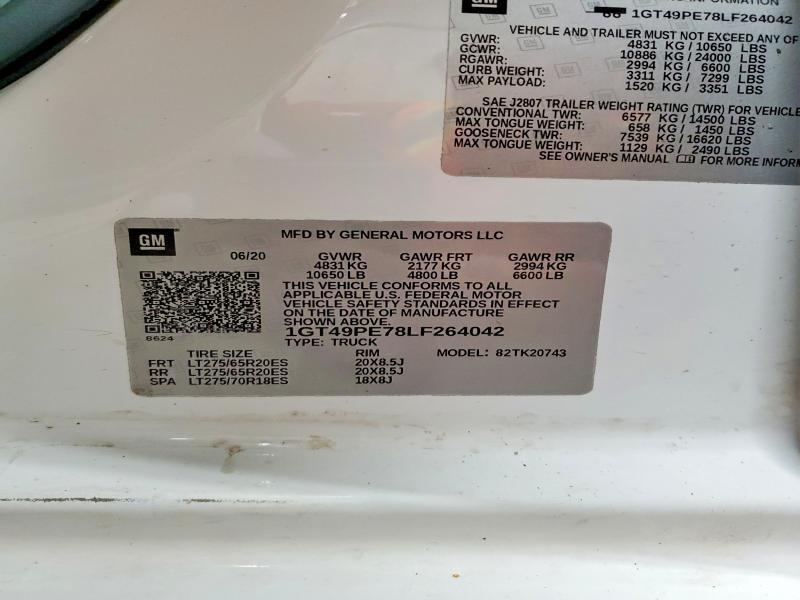 GM
INFORMATION
1GT49PE78LF264042
VEHICLE AND TRAILER MUST NOT EXCEED ANY OF
GVWR: 4831 KG / 10650 LBS
GCWR: 10886 KG / 24000 LBS
RGAWR: 2994 KG / 6600 LBS
CURB WEIGHT: 3311 KG / 7299 LBS
MAX PAYLOAD: 1520 KG / 3351 LBS
SAE J2807 TRAILER WEIGHT RATING (TWR) FOR VEHICLE
CONVENTIONAL TWR: 6577 KG / 14500 LBS
MAX TONGUE WEIGHT: 658 KG / 1450 LBS
GOOSENECK TWR: 7539 KG / 16620 LBS
MAX TONGUE WEIGHT: 1129 KG / 2490 LBS
SEE OWNER'S MANUAL FOR MORE INFORM
GM
MFD BY GENERAL MOTORS LLC
06/20 GVWR GAWR FRT GAWR RR
4831 KG 2177 KG 2994 KG
10650 LB 4800 LB 6600 LB
THIS VEHICLE CONFORMS TO ALL
APPLICABLE U.S. FEDERAL MOTOR
VEHICLE SAFETY STANDARDS IN EFFECT
ON THE DATE OF MANUFACTURE
SHOWN ABOVE.
8624
1GT49PE78LF264042
TYPE: TRUCK
TIRE SIZE RIM MODEL: 82TK20743
FRT LT275/65R20ES 20X8.5J
RR LT275/65R20ES 20X8.5J
SPA LT275/70R18ES 18X8J